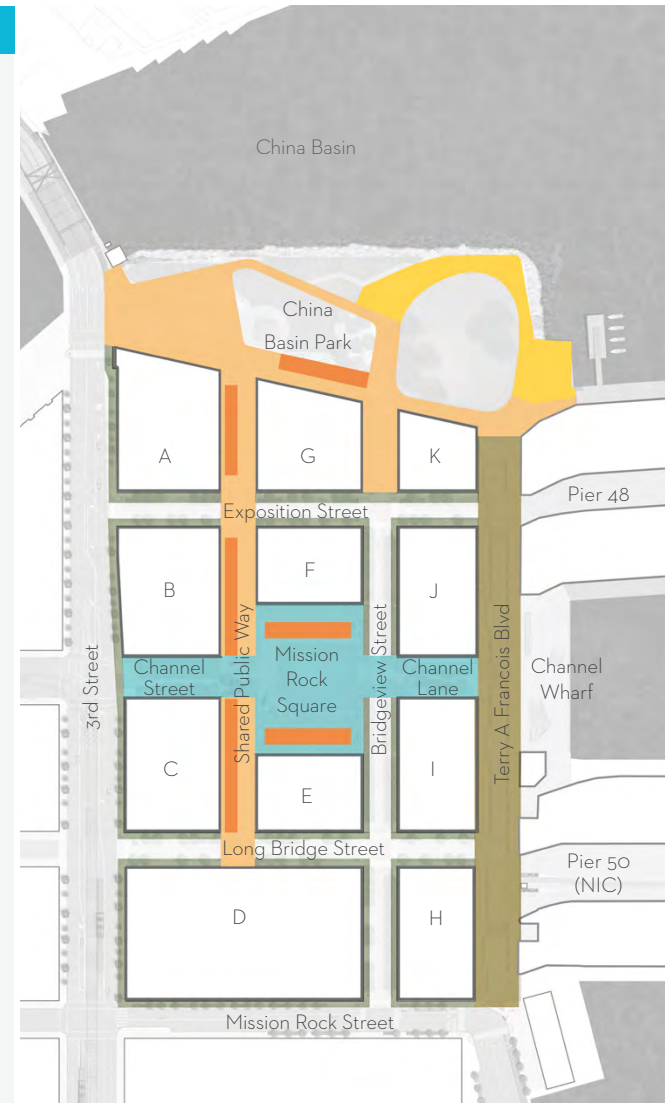 China Basin
China
Basin Park
A
G
K
Pier 48
Exposition Street
B
F
J
3rd Street
Channel
Street
Shared Public Way
Mission
Rock
Square
Bridgeview Street
Channel
Lane
Terry A Francois Blvd
Channel
Wharf
C
E
I
Long Bridge Street
Pier 50
(NIC)
D
H
Mission Rock Street